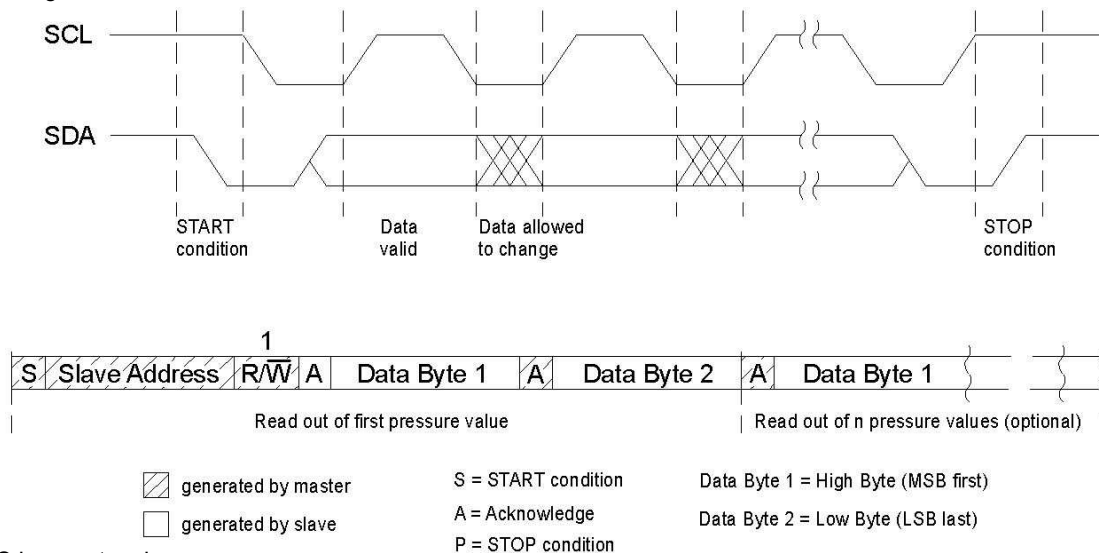 SCL
SDA
START condition
Data valid
Data allowed to change
STOP condition
1
S Slave Address R/W̅ A Data Byte 1 A Data Byte 2 A Data Byte 1
Read out of first pressure value
Read out of n pressure values (optional)
generated by master
generated by slave
S = START condition
A = Acknowledge
P = STOP condition
Data Byte 1 = High Byte (MSB first)
Data Byte 2 = Low Byte (LSB last)